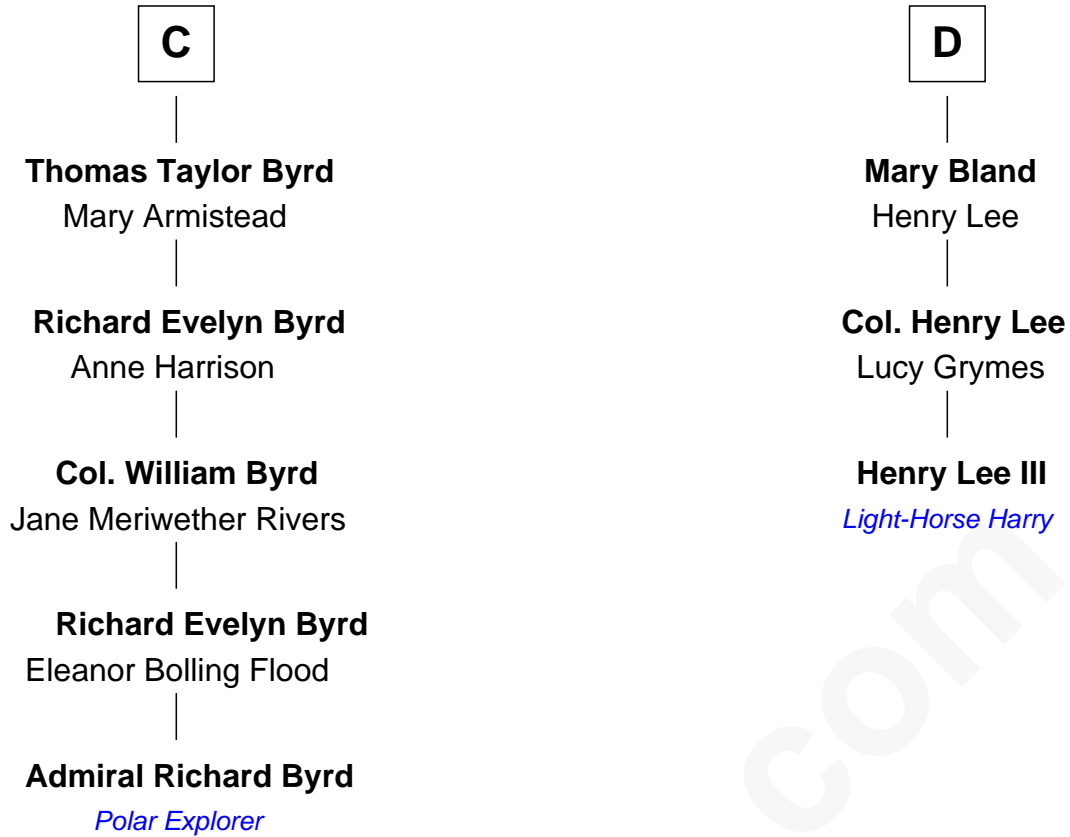 C
Thomas Taylor Byrd
Mary Armistead
Richard Evelyn Byrd
Anne Harrison
Col. William Byrd
Jane Meriwether Rivers
Richard Evelyn Byrd
Eleanor Bolling Flood
Admiral Richard Byrd
Polar Explorer
D
Mary Bland
Henry Lee
Col. Henry Lee
Lucy Grymes
Henry Lee III
Light-Horse Harry
com